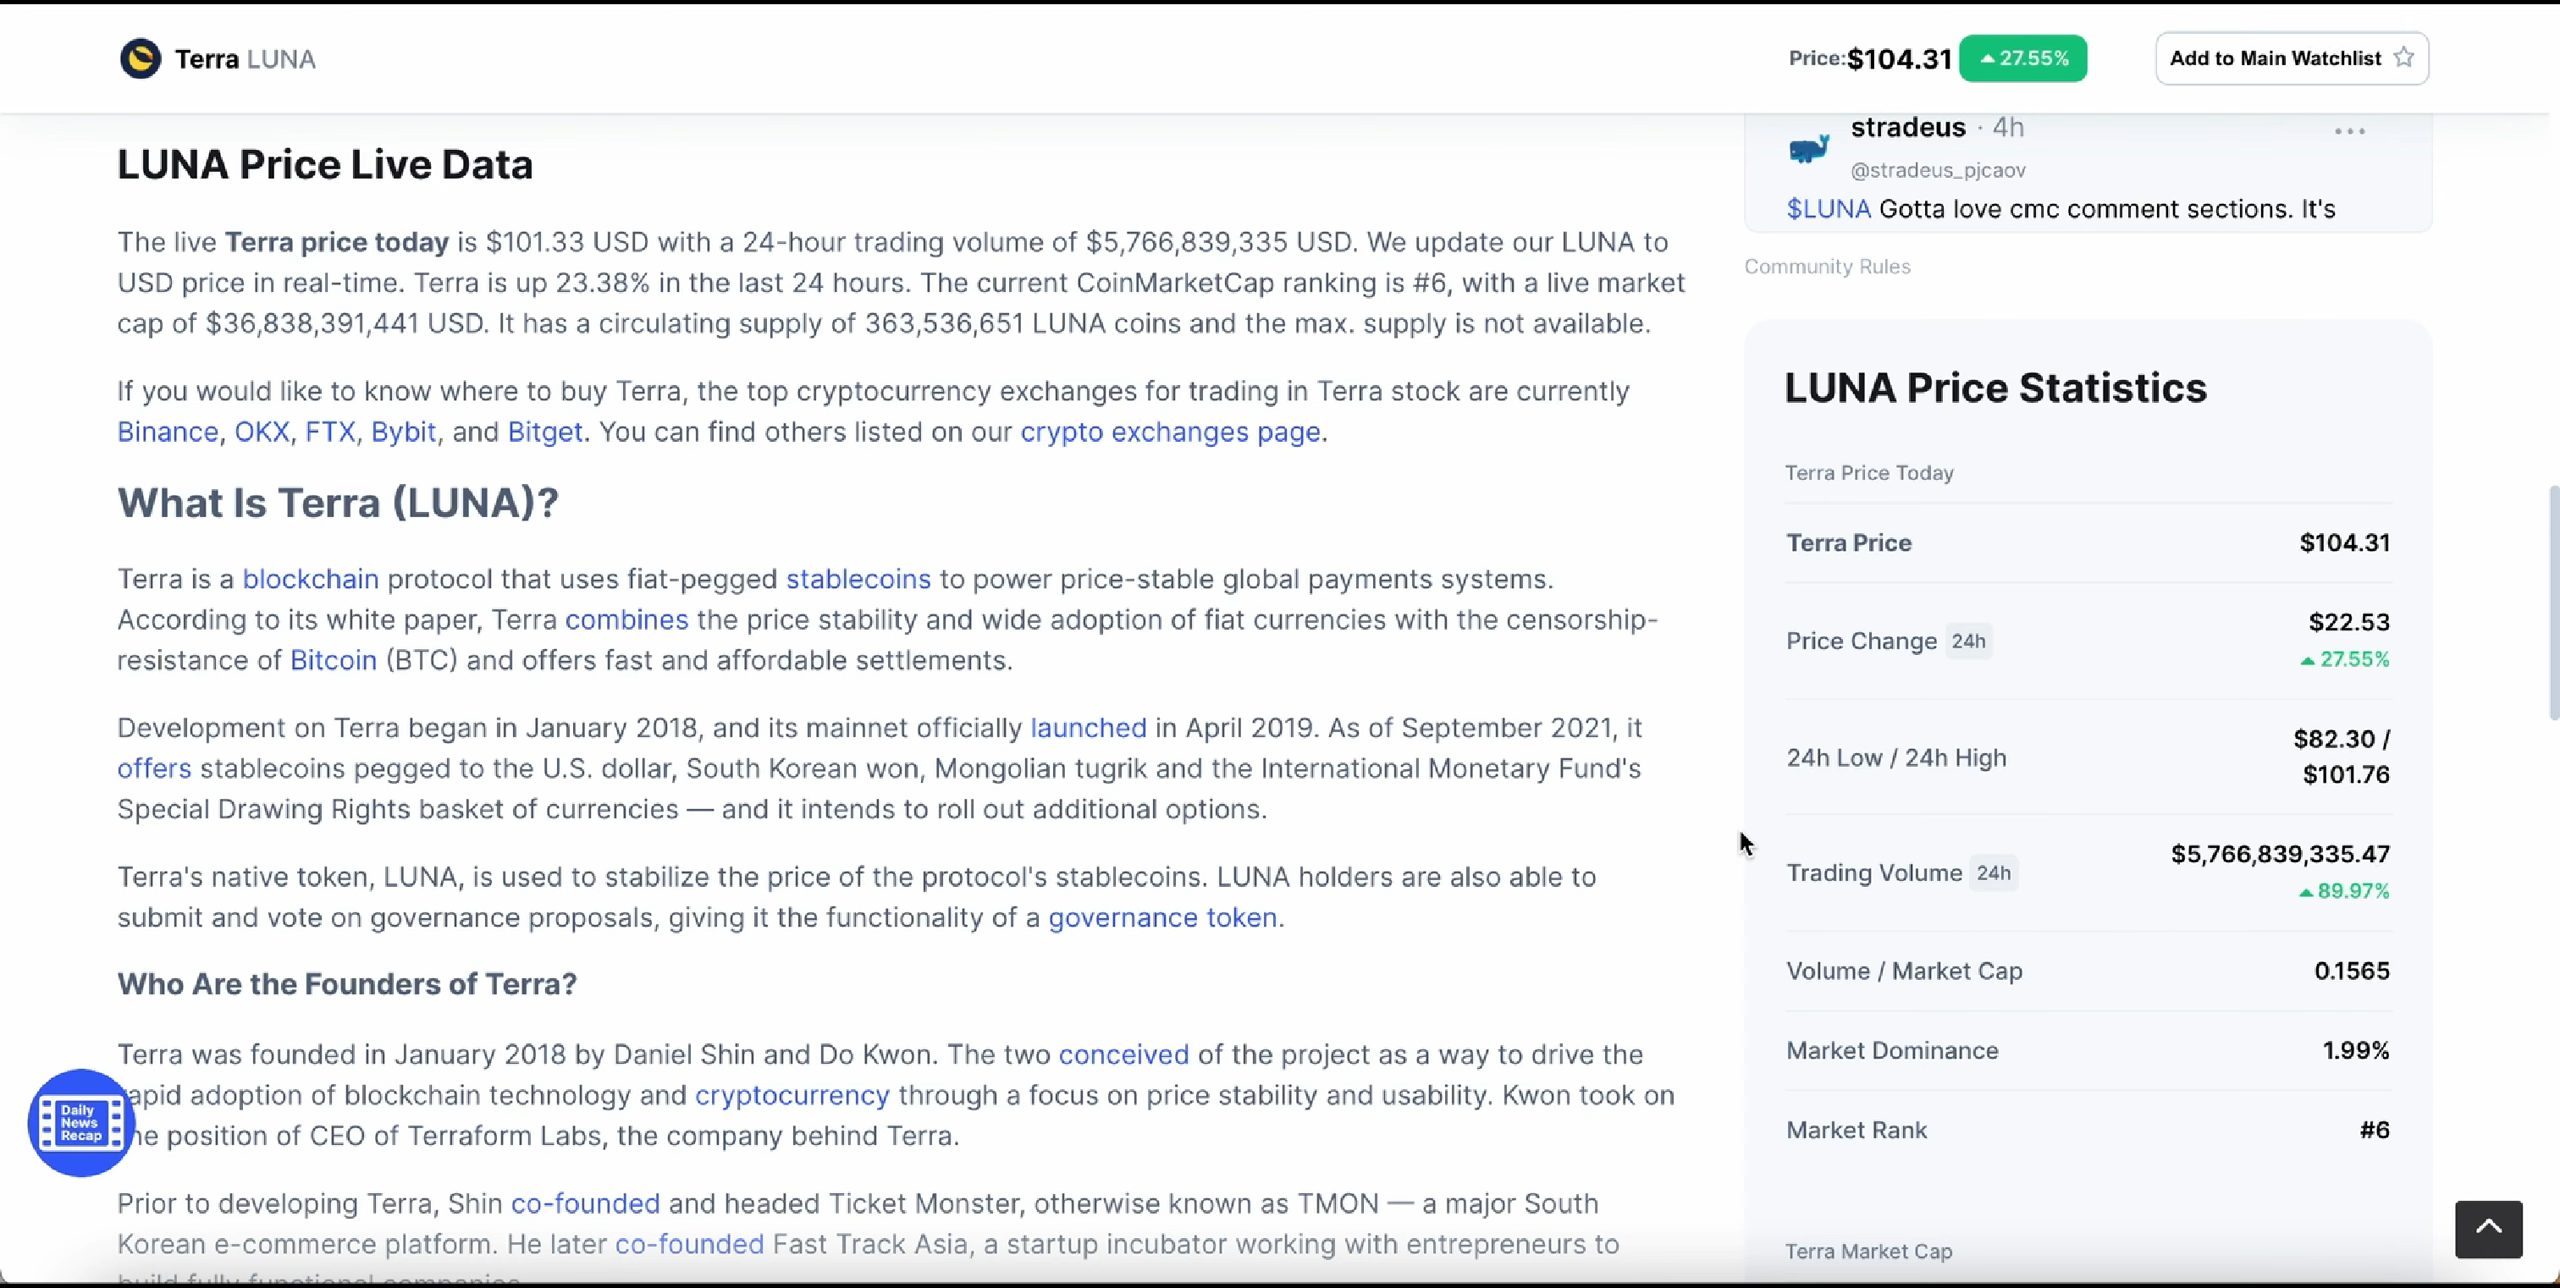 Terra LUNA
Price:$104.31 27.55%
Add to Main Watchlist
LUNA Price Live Data
The live Terra price today is $101.33 USD with a 24-hour trading volume of $5,766,839,335 USD. We update our LUNA to
USD price in real-time. Terra is up 23.38% in the last 24 hours. The current CoinMarketCap ranking is #6, with a live market
cap of $36,838,391,441 USD. It has a circulating supply of 363,536,651 LUNA coins and the max. supply is not available.
If you would like to know where to buy Terra, the top cryptocurrency exchanges for trading in Terra stock are currently
Binance, OKX, FTX, Bybit, and Bitget. You can find others listed on our crypto exchanges page.
What Is Terra (LUNA)?
Terra is a blockchain protocol that uses fiat-pegged stablecoins to power price-stable global payments systems.
According to its white paper, Terra combines the price stability and wide adoption of fiat currencies with the censorship-
resistance of Bitcoin (BTC) and offers fast and affordable settlements.
Development on Terra began in January 2018, and its mainnet officially launched in April 2019. As of September 2021, it
offers stablecoins pegged to the U.S. dollar, South Korean won, Mongolian tugrik and the International Monetary Fund's
Special Drawing Rights basket of currencies — and it intends to roll out additional options.
Terra's native token, LUNA, is used to stabilize the price of the protocol's stablecoins. LUNA holders are also able to
submit and vote on governance proposals, giving it the functionality of a governance token.
Who Are the Founders of Terra?
Terra was founded in January 2018 by Daniel Shin and Do Kwon. The two conceived of the project as a way to drive the
apid adoption of blockchain technology and cryptocurrency through a focus on price stability and usability. Kwon took on
he position of CEO of Terraform Labs, the company behind Terra.
Prior to developing Terra, Shin co-founded and headed Ticket Monster, otherwise known as TMON — a major South
Korean e-commerce platform. He later co-founded Fast Track Asia, a startup incubator working with entrepreneurs to
build fully functional companies.
Daily
News
Recap
stradeus · 4h
@stradeus_pjcaov
$LUNA Gotta love cmc comment sections. It's
Community Rules
LUNA Price Statistics
Terra Price Today
Terra Price $104.31
Price Change 24h $22.53
27.55%
24h Low / 24h High $82.30 /
$101.76
Trading Volume 24h $5,766,839,335.47
89.97%
Volume / Market Cap 0.1565
Market Dominance 1.99%
Market Rank #6
Terra Market Cap